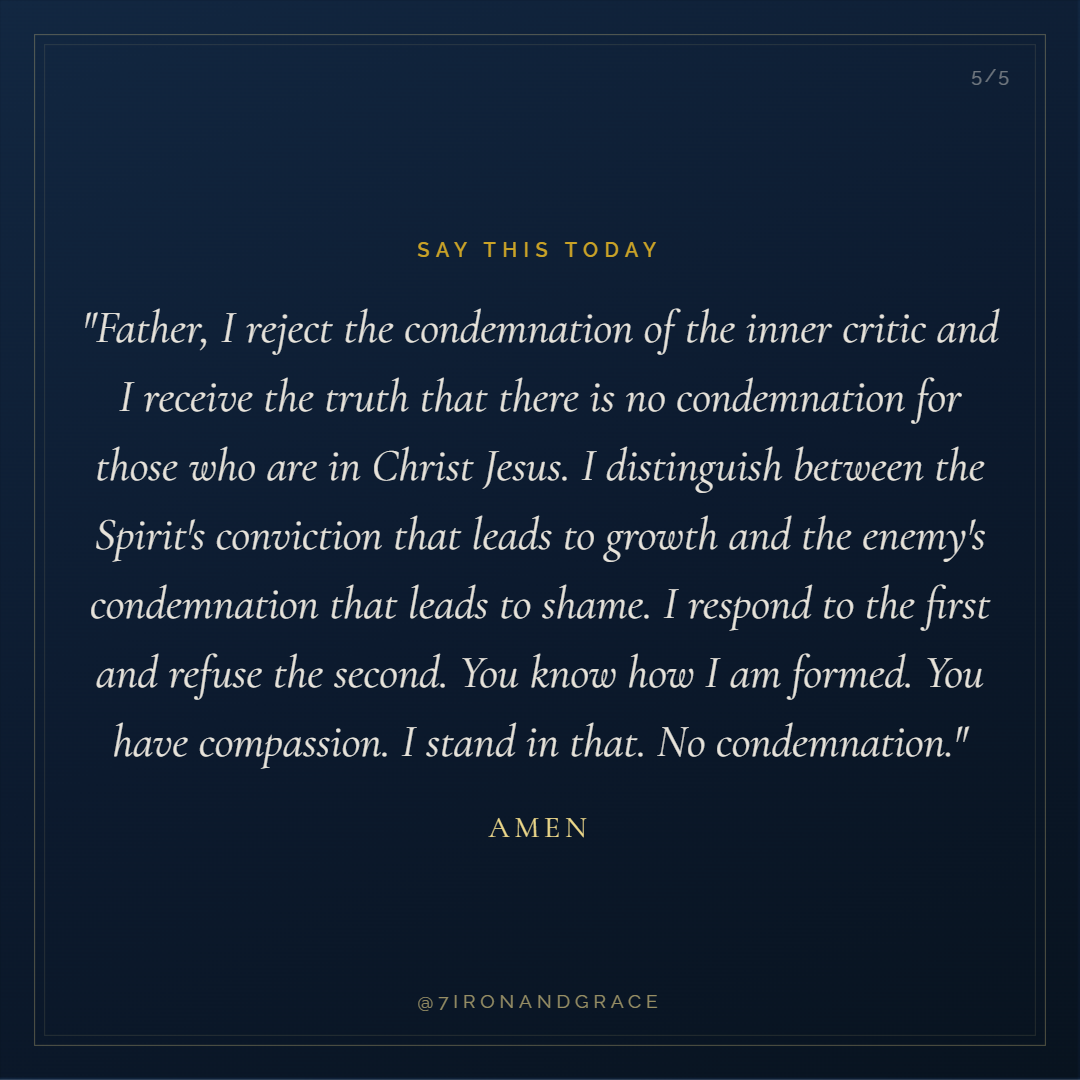 5/5
SAY THIS TODAY
"Father, I reject the condemnation of the inner critic and
I receive the truth that there is no condemnation for
those who are in Christ Jesus. I distinguish between the
Spirit's conviction that leads to growth and the enemy's
condemnation that leads to shame. I respond to the first
and refuse the second. You know how I am formed. You
have compassion. I stand in that. No condemnation."
AMEN
@7IRONANDGRACE